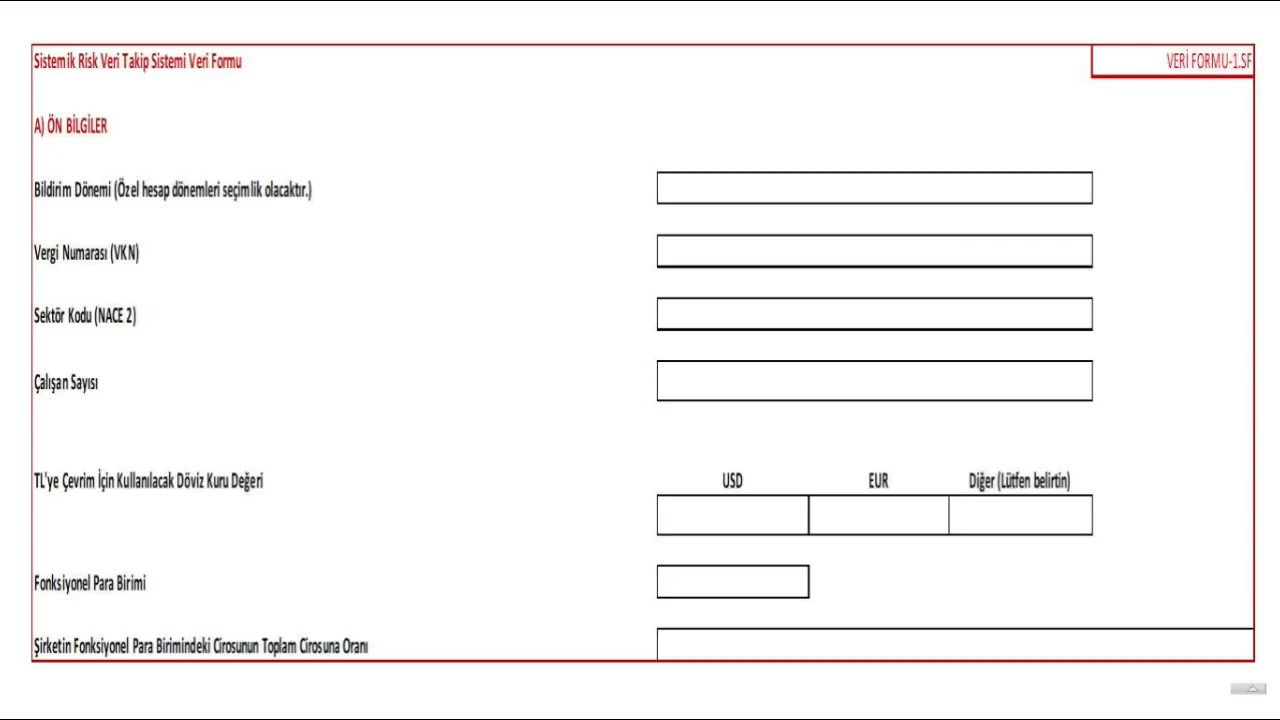 Sistemik Risk Veri Takip Sistemi Veri Formu
VERİ FORMU-1.SF
A) ÖN BİLGİLER
Bildirim Dönemi (Özel hesap dönemleri seçimlik olacaktır.)
Vergi Numarası (VKN)
Sektör Kodu (NACE 2)
Çalışan Sayısı
TL'ye Çevrim İçin Kullanılacak Döviz Kuru Değeri
USD
EUR
Diğer (Lütfen belirtin)
Fonksiyonel Para Birimi
Şirketin Fonksiyonel Para Birimindeki Cirosunun Toplam Cirosuna Oranı